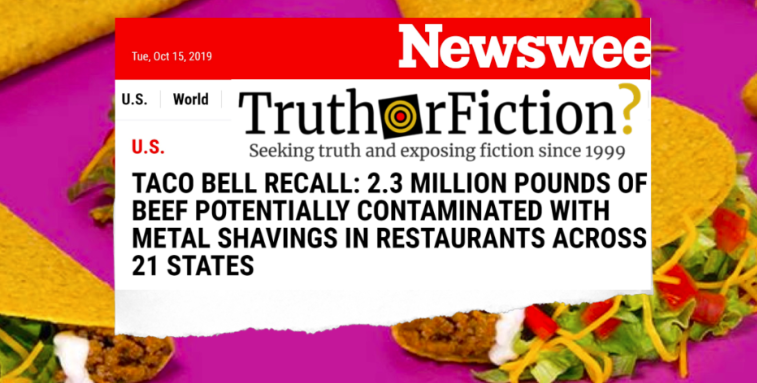 Tue, Oct 15, 2019
Newswee
U.S.
World
TruthorFiction?
Seeking truth and exposing fiction since 1999
U.S.
TACO BELL RECALL: 2.3 MILLION POUNDS OF
BEEF POTENTIALLY CONTAMINATED WITH
METAL SHAVINGS IN RESTAURANTS ACROSS
21 STATES